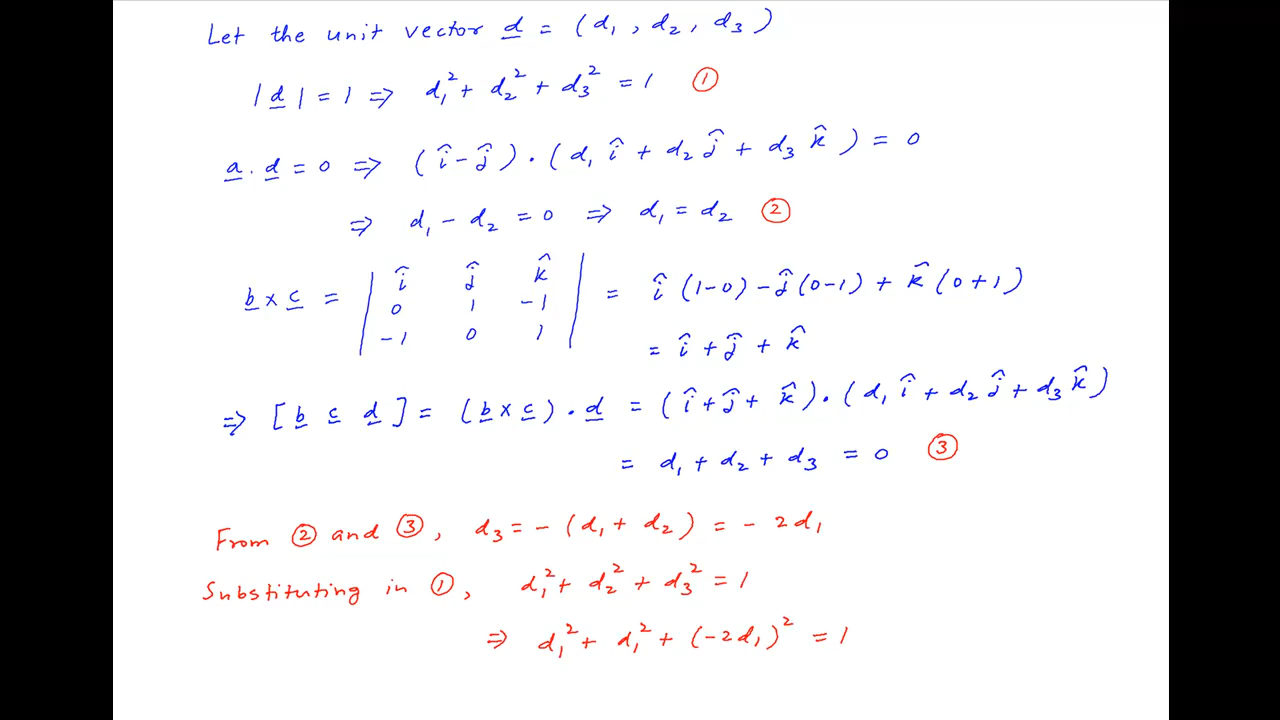 Let the unit vector d = (d₁, d₂, d₃)
|d| = 1 ⇒ d₁² + d₂² + d₃² = 1 ①
a . d = 0 ⇒ (î - ĵ) . (d₁ î + d₂ ĵ + d₃ k̂) = 0
⇒ d₁ - d₂ = 0 ⇒ d₁ = d₂ ②
b × c = | î ĵ k̂ | = î (1-0) - ĵ (0-1) + k̂ (0+1)
0 1 -1
-1 0 1
= î + ĵ + k̂
⇒ [b c d] = (b × c) . d = (î + ĵ + k̂) . (d₁ î + d₂ ĵ + d₃ k̂)
= d₁ + d₂ + d₃ = 0 ③
From ② and ③, d₃ = - (d₁ + d₂) = - 2d₁
Substituting in ①, d₁² + d₂² + d₃² = 1
⇒ d₁² + d₁² + (-2d₁)² = 1